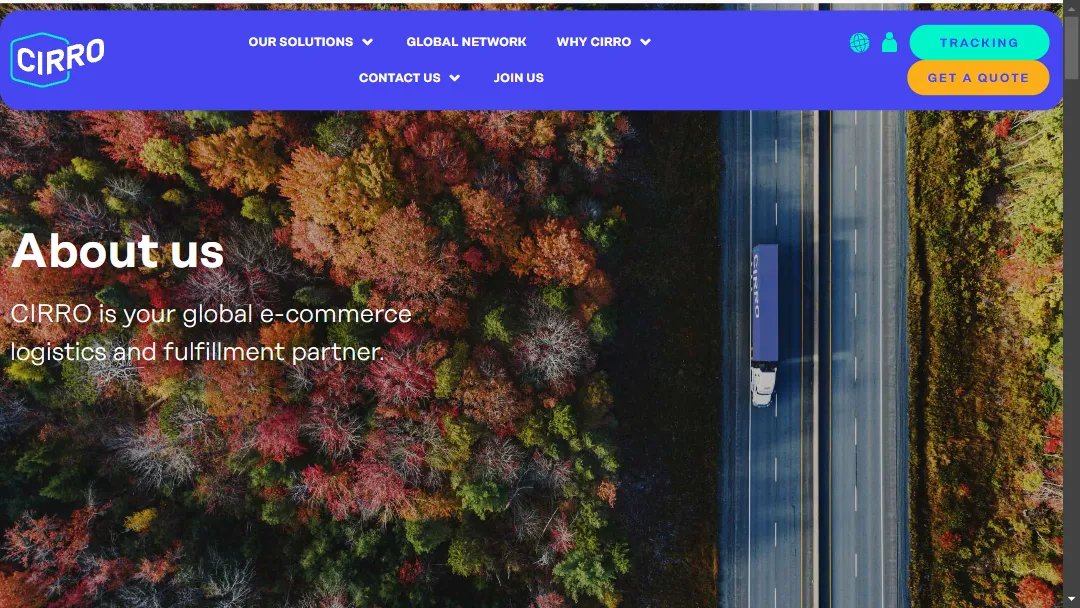 CIRRO
OUR SOLUTIONS
GLOBAL NETWORK
WHY CIRRO
TRACKING
CONTACT US
JOIN US
GET A QUOTE
About us
CIRRO is your global e-commerce
logistics and fulfillment partner.
CIRRO